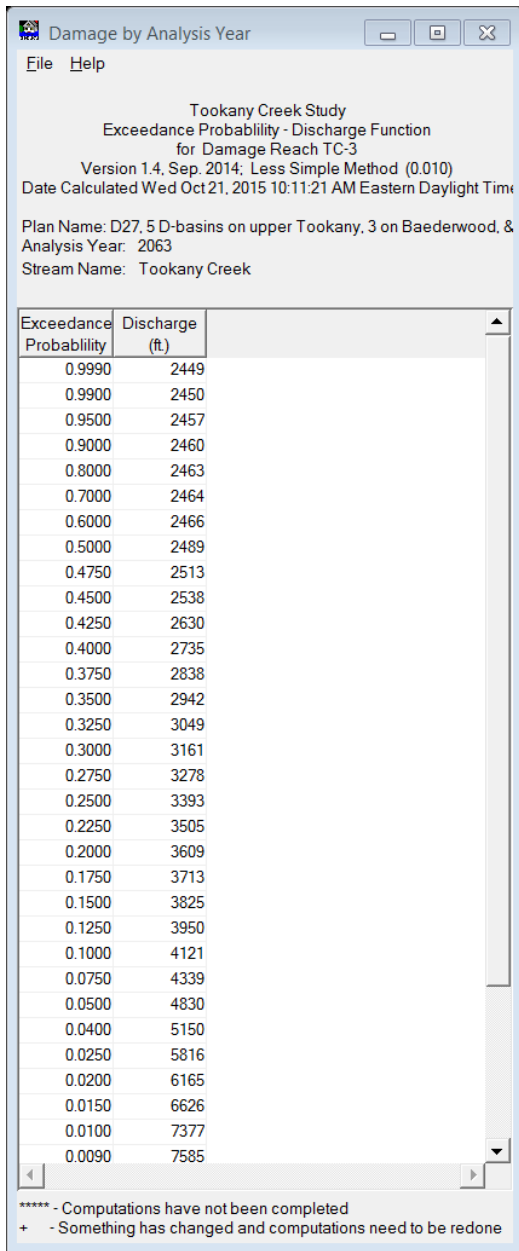 Damage by Analysis Year
File Help
Tookany Creek Study
Exceedance Probablility - Discharge Function
for Damage Reach TC-3
Version 1.4, Sep. 2014; Less Simple Method (0.010)
Date Calculated Wed Oct 21, 2015 10:11:21 AM Eastern Daylight Time
Plan Name: D27, 5 D-basins on upper Tookany, 3 on Baederwood, &
Analysis Year: 2063
Stream Name: Tookany Creek
Exceedance Discharge
Probablility (ft.)
0.9990 2449
0.9900 2450
0.9500 2457
0.9000 2460
0.8000 2463
0.7000 2464
0.6000 2466
0.5000 2489
0.4750 2513
0.4500 2538
0.4250 2630
0.4000 2735
0.3750 2838
0.3500 2942
0.3250 3049
0.3000 3161
0.2750 3278
0.2500 3393
0.2250 3505
0.2000 3609
0.1750 3713
0.1500 3825
0.1250 3950
0.1000 4121
0.0750 4339
0.0500 4830
0.0400 5150
0.0250 5816
0.0200 6165
0.0150 6626
0.0100 7377
0.0090 7585
***** - Computations have not been completed
+ - Something has changed and computations need to be redone